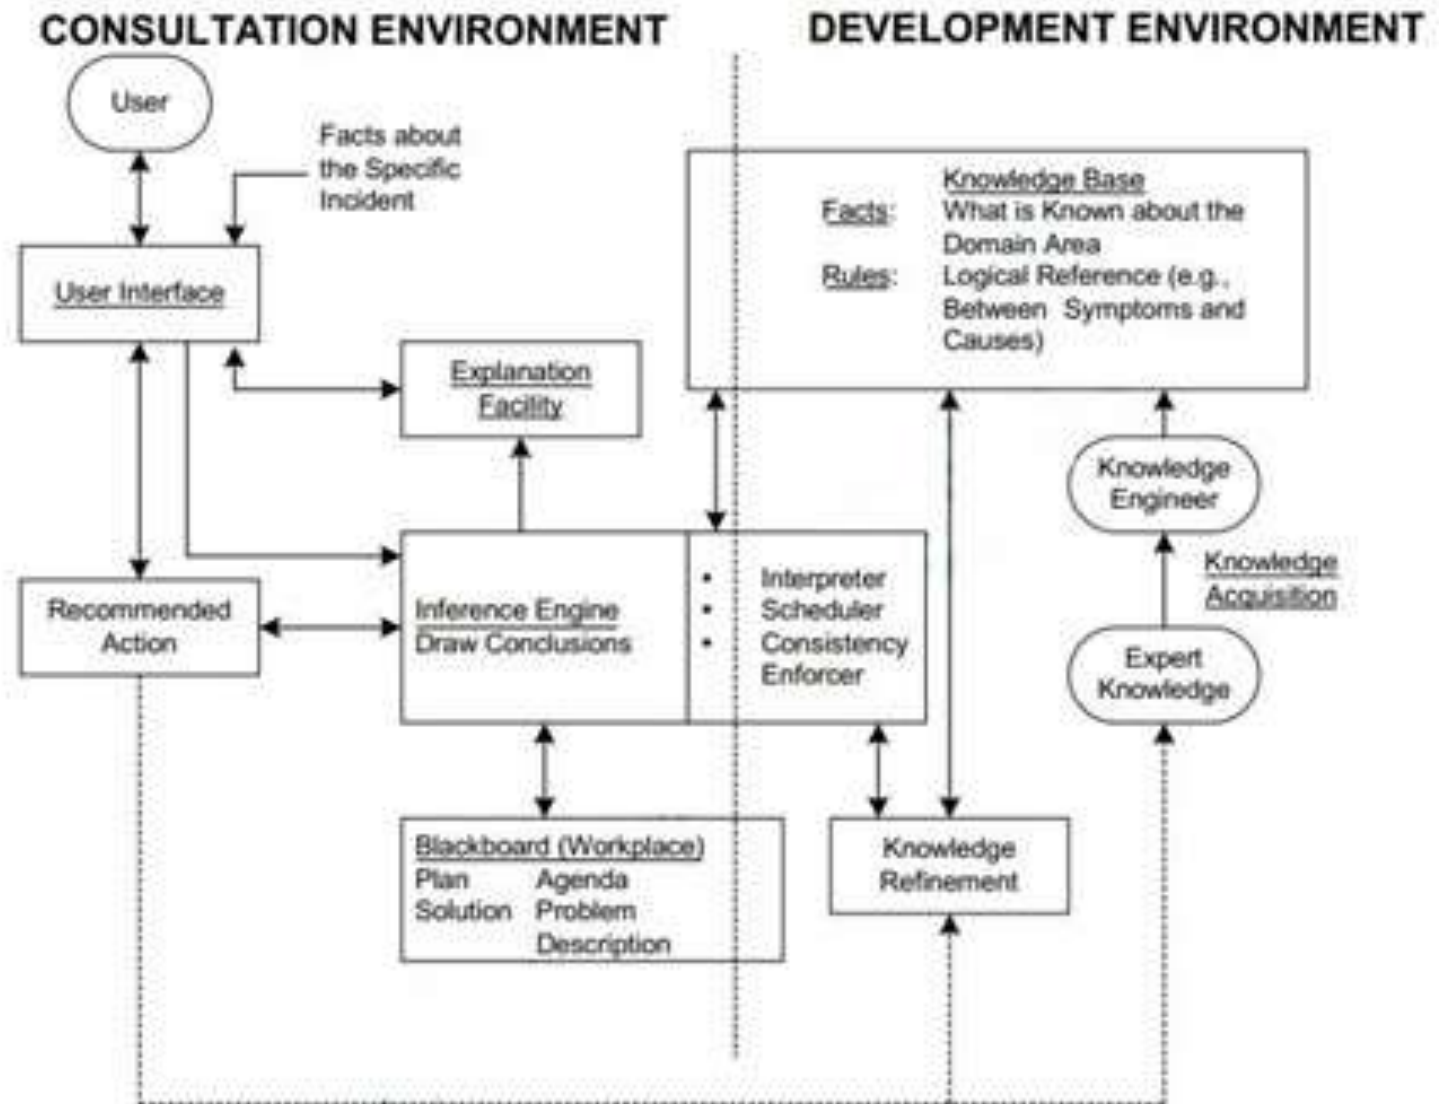 CONSULTATION ENVIRONMENT
DEVELOPMENT ENVIRONMENT
User
Facts about
the Specific
Incident
User Interface
Explanation
Facility
Knowledge Base
Facts: What is Known about the
Domain Area
Rules: Logical Reference (e.g.,
Between Symptoms and
Causes)
Knowledge
Engineer
Knowledge
Acquisition
Expert
Knowledge
Recommended
Action
Inference Engine
Draw Conclusions
• Interpreter
• Scheduler
• Consistency
Enforcer
Blackboard (Workplace)
Plan Agenda
Solution Problem
Description
Knowledge
Refinement